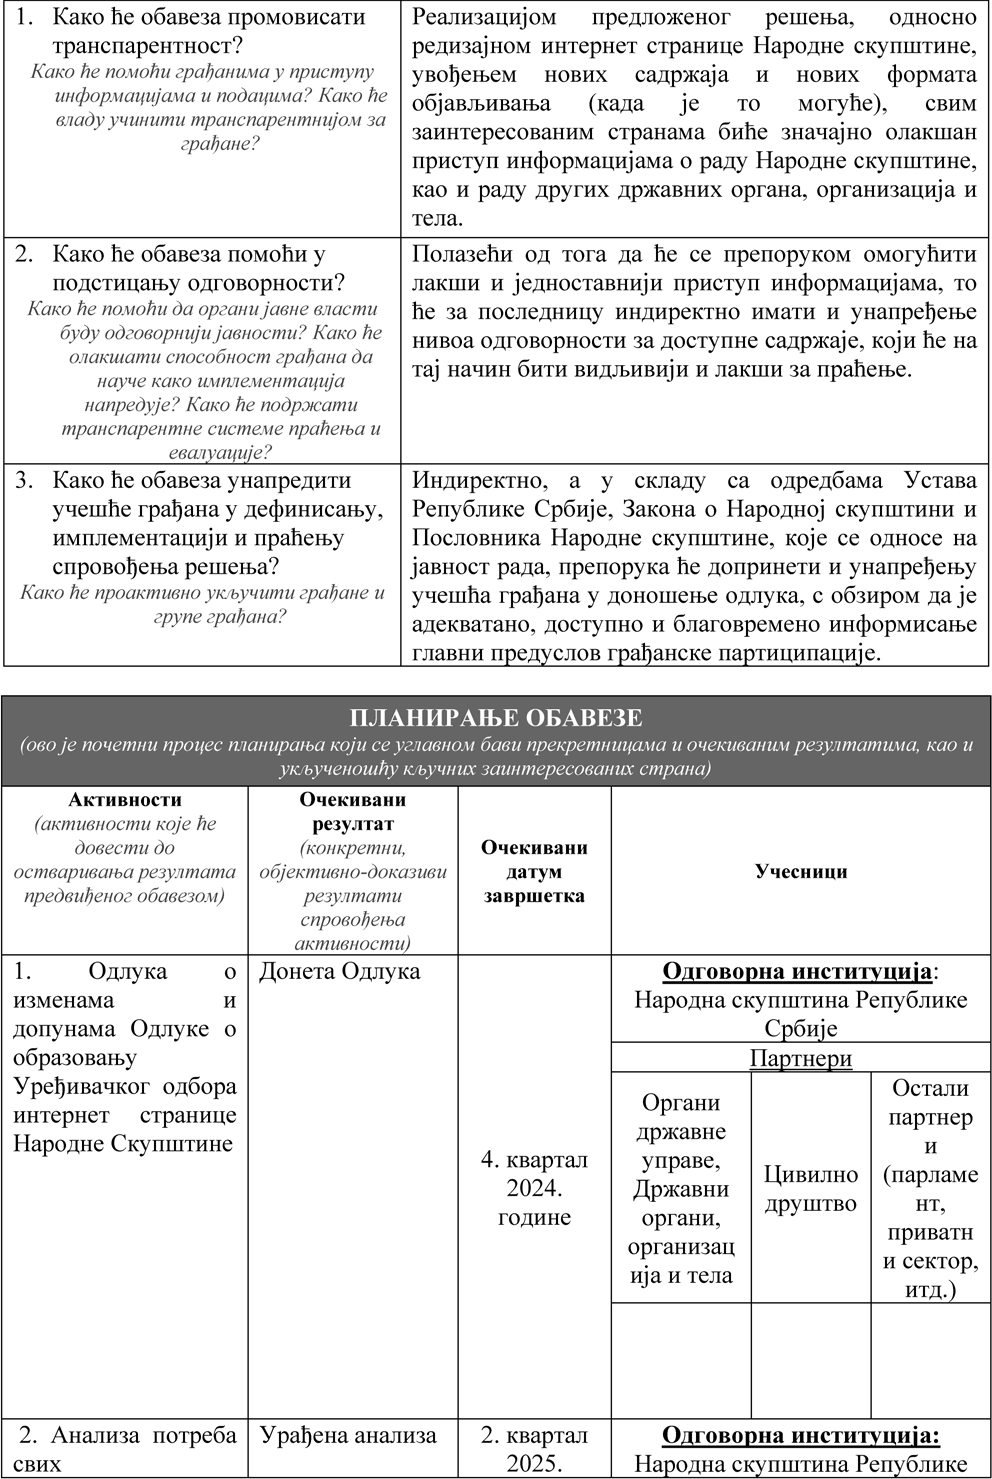 1. Како ће обавеза промовисати
транспарентност?
Како ће помоћи грађанима у приступу
информацијама и подацима? Како ће
владу учинити транспарентнијом за
грађане?
Реализацијом предложеног решења, односно
редизајном интернет странице Народне скупштине,
увођењем нових садржаја и нових формата
објављивања (када је то могуће), свим
заинтересованим странама биће значајно олакшан
приступ информацијама о раду Народне скупштине,
као и раду других државних органа, организација и
тела.
2. Како ће обавеза помоћи у
подстицању одговорности?
Како ће помоћи да органи јавне власти
буду одговорнији јавности? Како ће
олакшати способност грађана да
науче како имплементација
напредује? Како ће подржати
транспарентне системе праћења и
евалуације?
Полазећи од тога да ће се препоруком омогућити
лакши и једноставнији приступ информацијама, то
ће за последицу индиректно имати и унапређење
нивоа одговорности за доступне садржаје, који ће на
тај начин бити видљивији и лакши за праћење.
3. Како ће обавеза унапредити
учешће грађана у дефинисању,
имплементацији и праћењу
спровођења решења?
Како ће проактивно укључити грађане и
групе грађана?
Индиректно, а у складу са одредбама Устава
Републике Србије, Закона о Народној скупштини и
Пословника Народне скупштине, које се односе на
јавност рада, препорука ће допринети и унапређењу
учешћа грађана у доношење одлука, с обзиром да је
адекватано, доступно и благовремено информисање
главни предуслов грађанске партиципације.
ПЛАНИРАЊЕ ОБАВЕЗЕ
(ово је почетни процес планирања који се углавном бави прекретницама и очекиваним резултатима, као и
укљученошћу кључних заинтересованих страна)
Активности
(активности које ће
довести до
остваривања резултата
предвиђеног обавезом)
Очекивани
резултат
(конкретни,
објективно-доказиви
резултати
спровођења
активности)
Очекивани
датум
завршетка
Учесници
1. Одлука о
изменама и
допунама Одлуке о
образовању
Уређивачког одбора
интернет странице
Народне Скупштине
Донета Одлука
4. квартал
2024.
године
Одговорна институција:
Народна скупштина Републике
Србије
Партнери
Органи
државне
управе,
Државни
органи,
организац
ија и тела
Цивилно
друштво
Остали
партнер
и
(парламе
нт,
приватн
и сектор,
итд.)
2. Анализа потреба
свих
Урађена анализа
2. квартал
2025.
Одговорна институција:
Народна скупштина Републике